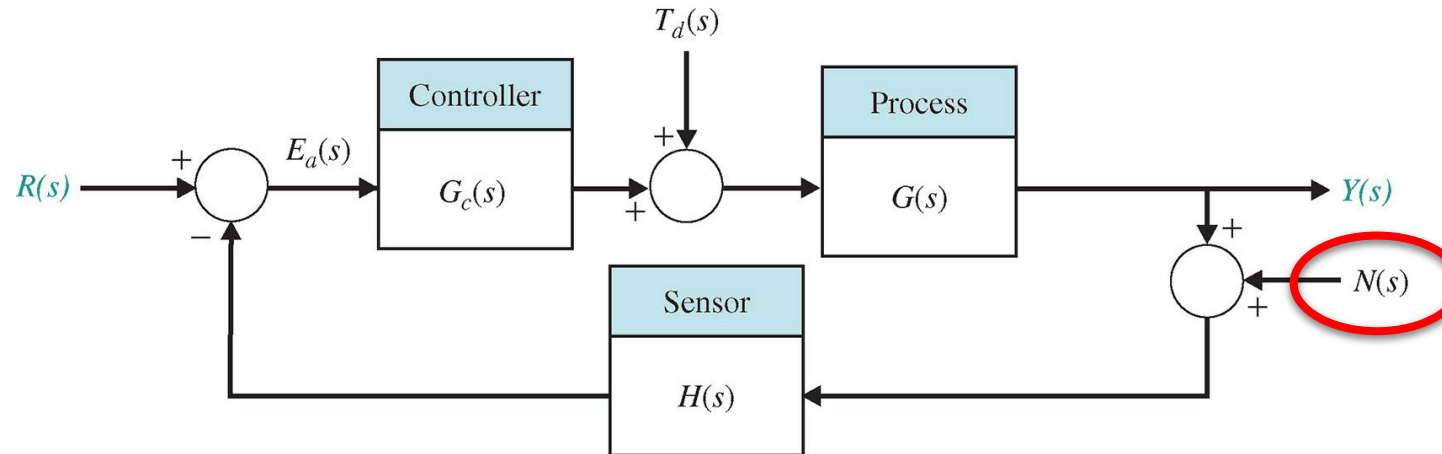 T_d(s)
Controller
Process
+
E_a(s)
+
R(s)
G_c(s)
G(s)
Y(s)
+
−
+
Sensor
N(s)
+
H(s)